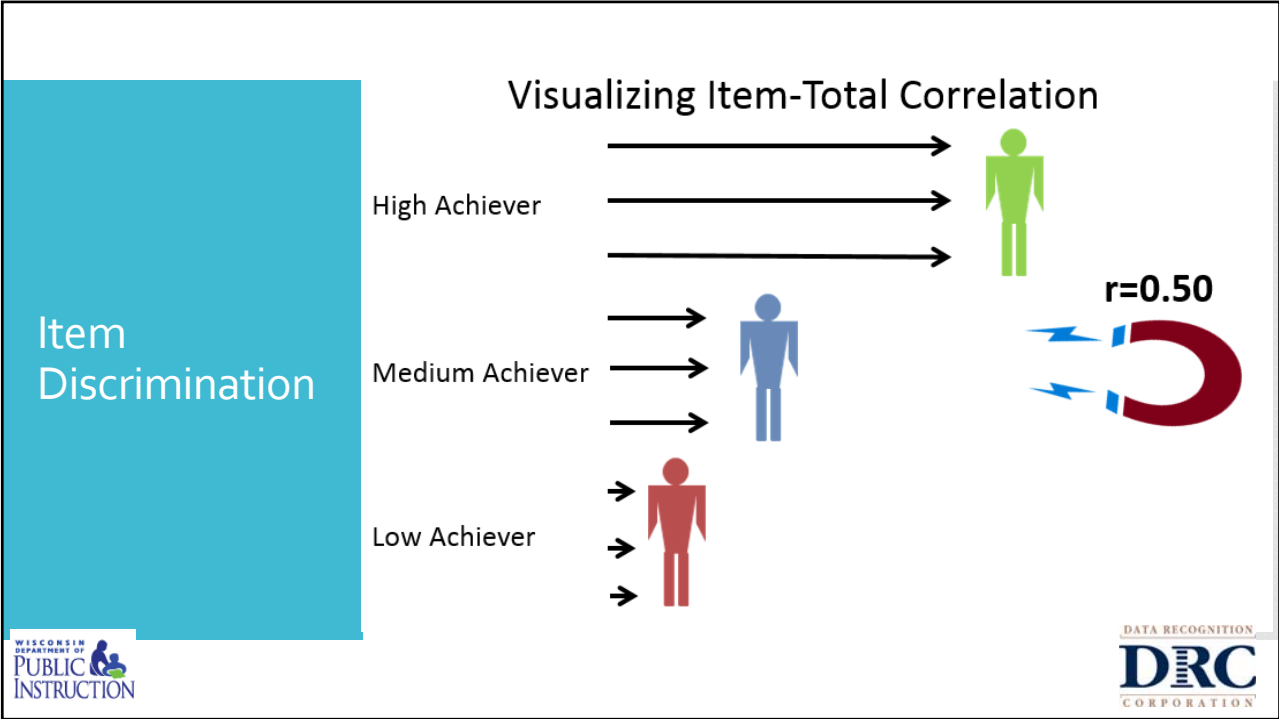 Visualizing Item-Total Correlation
Item
Discrimination
High Achiever
r=0.50
Medium Achiever
Low Achiever
WISCONSIN
DEPARTMENT OF
PUBLIC
INSTRUCTION
DATA RECOGNITION
DRC
CORPORATION